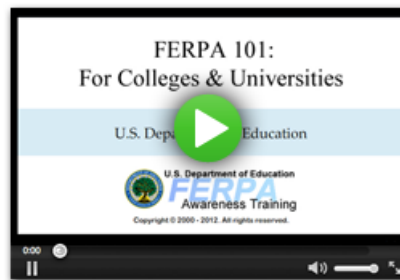 FERPA 101:
For Colleges & Universities
U.S. Dep Education
U.S. Department of Education
FERPA
Awareness Training
Copyright © 2000 - 2012. All rights reserved.
0:00